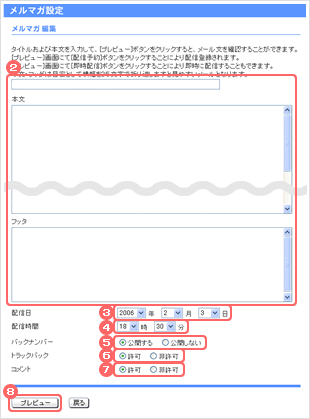 メルマガ設定
メルマガ 編集
タイトルおよび本文を入力して、[プレビュー]ボタンをクリックすると、メール文を確認することができます。
[プレビュー]画面にて[配信予約]ボタンをクリックすることにより配信登録されます。
プレビュー]画面にて[即時配信]ボタンをクリックすることにより即時に配信することもできます。
2
本文
フッタ
配信日 3 2006 年 2 月 3 日
配信時間 4 18 時 30 分
バックナンバー 5 公開する 公開しない
トラックバック 6 許可 非許可
コメント 7 許可 非許可
8
プレビュー 戻る